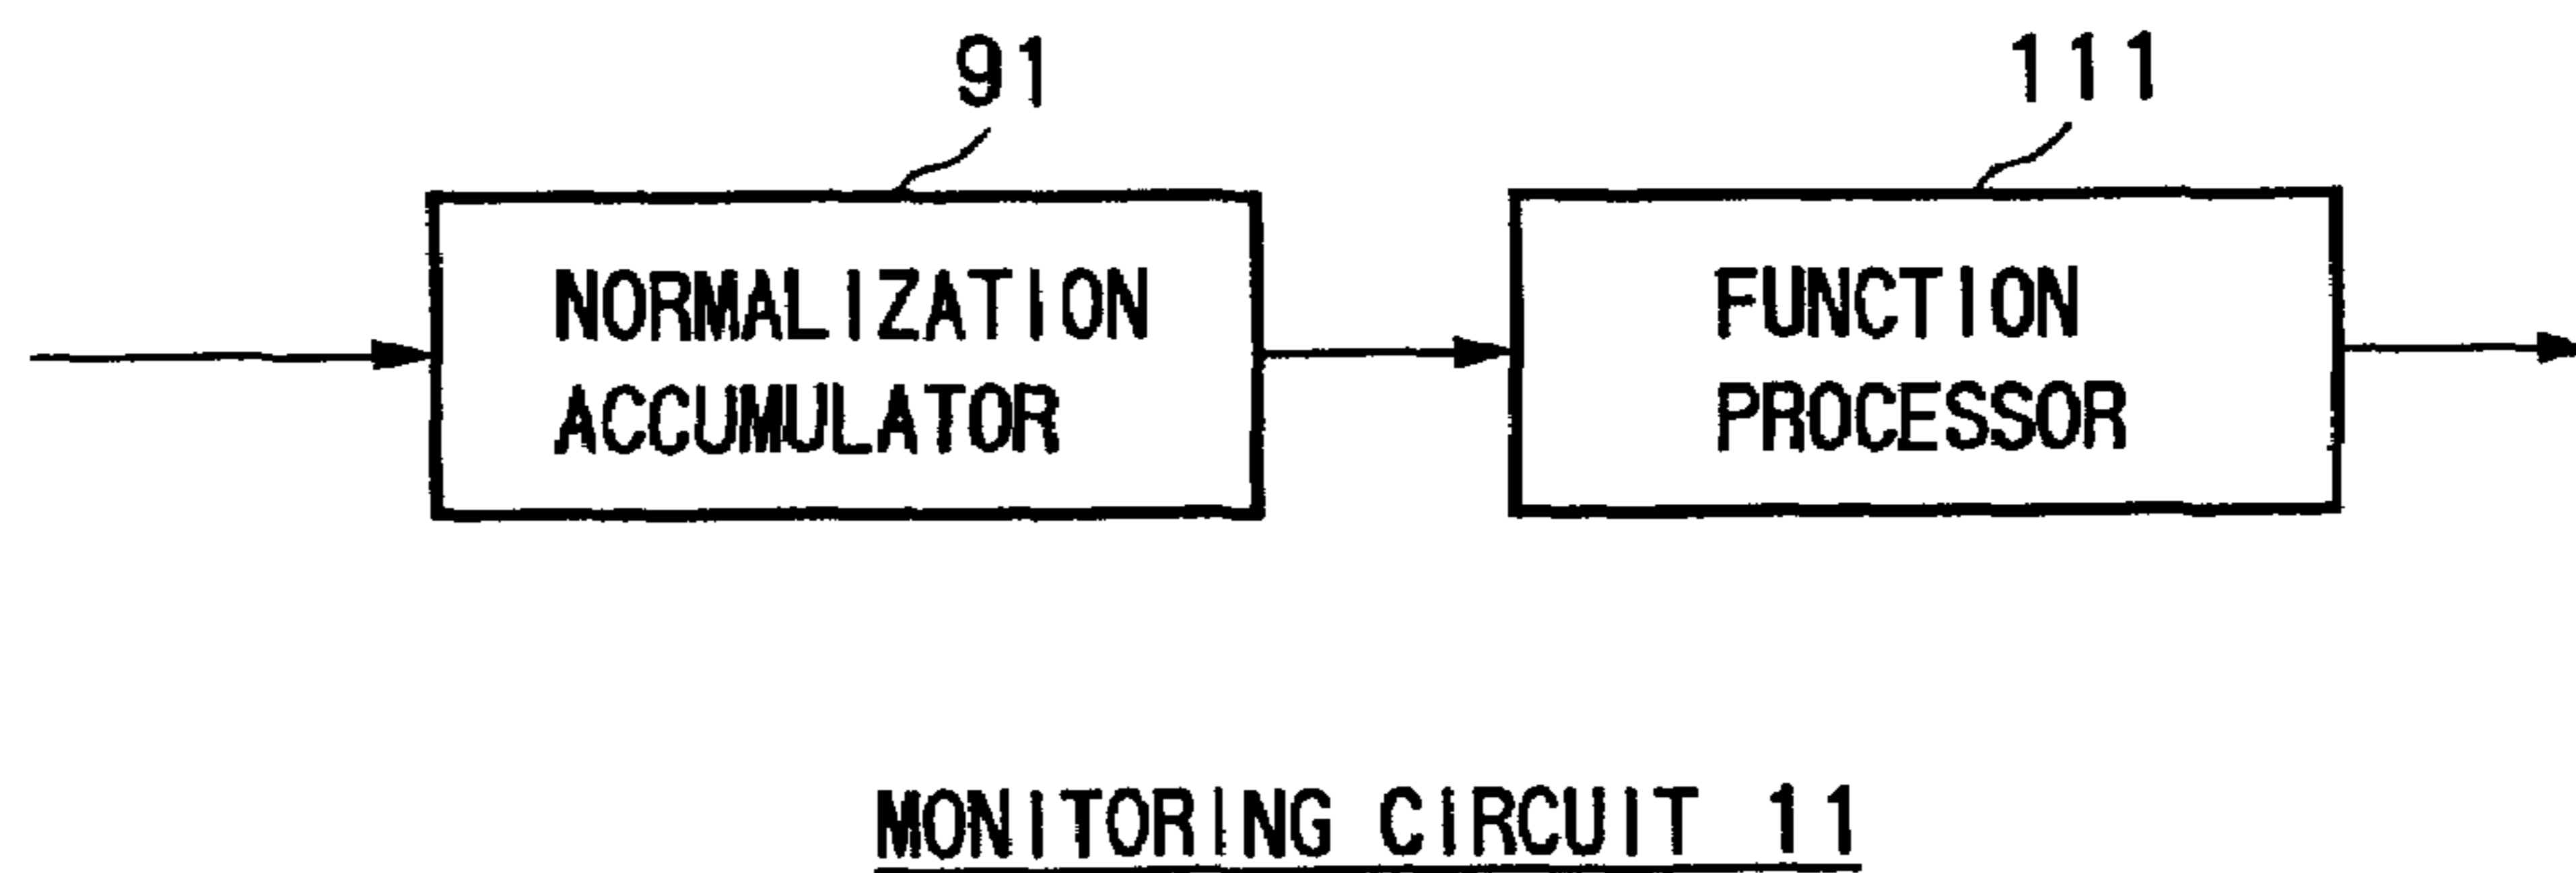 91
111
NORMALIZATION
ACCUMULATOR
FUNCTION
PROCESSOR
MONITORING CIRCUIT 11